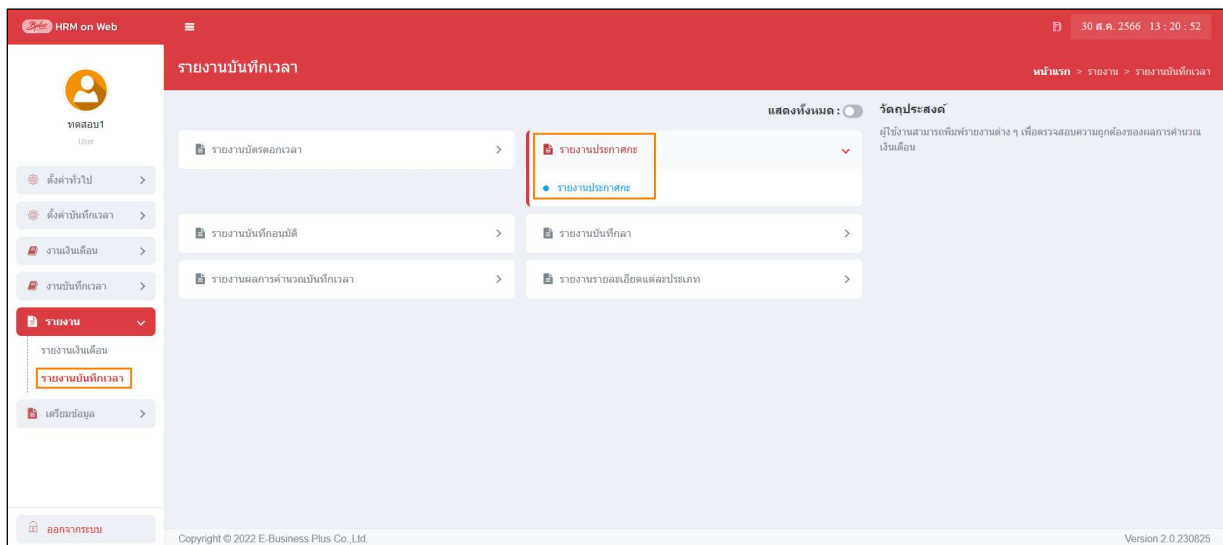 Bplus HRM on Web
30 ส.ค. 2566 13 : 20 : 52
รายงานบันทึกเวลา
หน้าแรก > รายงาน > รายงานบันทึกเวลา
ทดสอบ1
User
แสดงทั้งหมด :
วัตถุประสงค์
ผู้ใช้งานสามารถพิมพ์รายงานต่าง ๆ เพื่อตรวจสอบความถูกต้องของผลการคำนวณ
เงินเดือน
รายงานบัตรตอกเวลา
รายงานประกาศกะ
รายงานประกาศกะ
รายงานบันทึกอนุมัติ
รายงานบันทึกลา
รายงานผลการคำนวณบันทึกเวลา
รายงานรายละเอียดแต่ละประเภท
ตั้งค่าทั่วไป
ตั้งค่าบันทึกเวลา
งานเงินเดือน
งานบันทึกเวลา
รายงาน
รายงานเงินเดือน
รายงานบันทึกเวลา
เตรียมข้อมูล
ออกจากระบบ
Copyright © 2022 E-Business Plus Co.,Ltd.
Version 2.0.230825